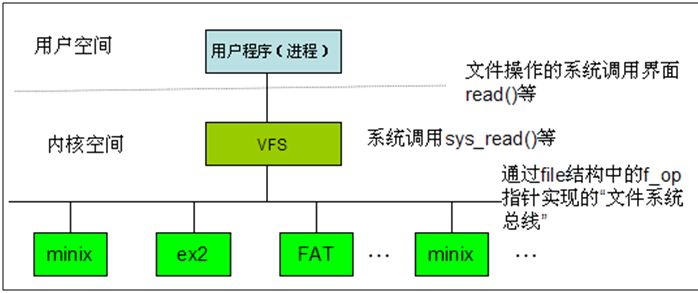 用户空间
用户程序(进程)
文件操作的系统调用界面
read()等
内核空间
VFS
系统调用sys_read()等
通过file结构中的f_op
指针实现的“文件系统
总线”
minix
ex2
FAT
...
minix
...